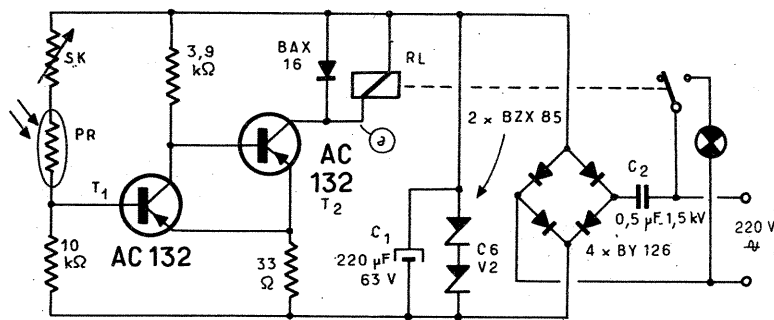 SK
3,9
kΩ
BAX
16
RL
PR
a
2 × BZX 85
AC
132
T2
T1
AC 132
C2
0,5 μF-1,5 kV
220 V
10
kΩ
33
Ω
C1
220 μF
63 V
C6
V2
4 × BY 126